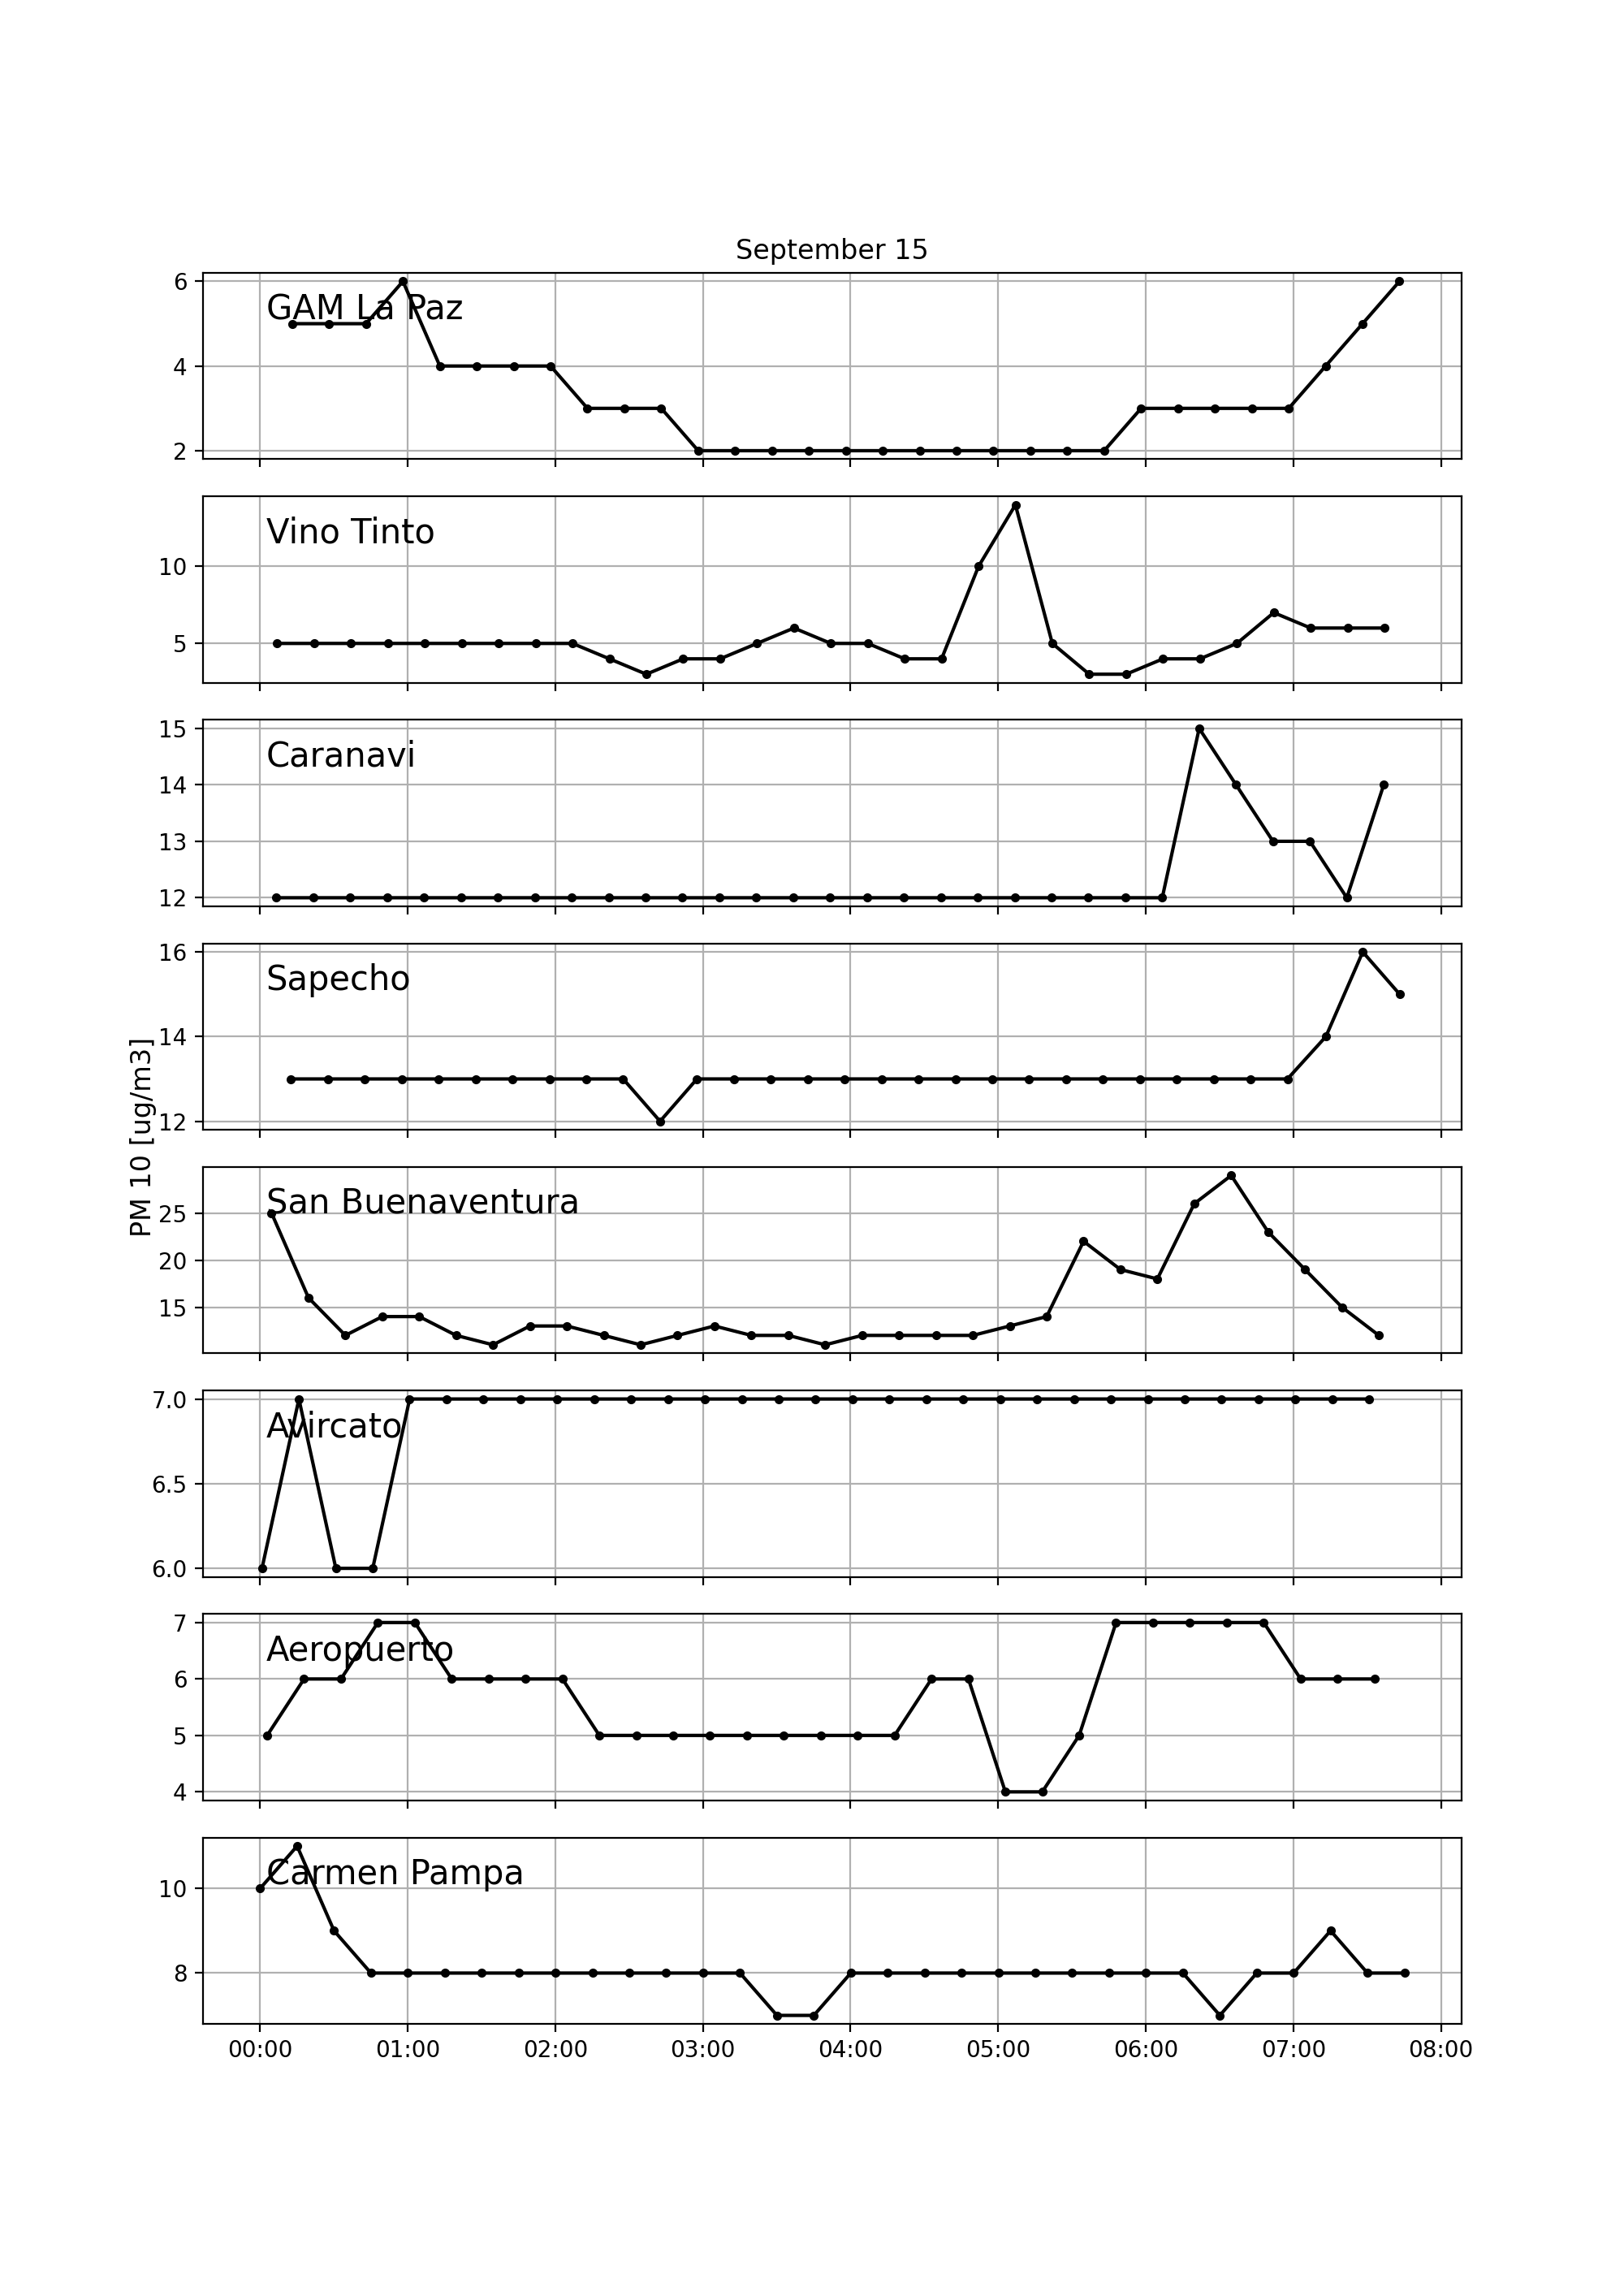 September 15
6
GAM La Paz
4
2
Vino Tinto
10
5
15
Caranavi
14
13
12
16
Sapecho
14
12
PM 10 [ug/m3]
San Buenaventura
25
20
15
7.0
Avircato
6.5
6.0
7
Aeropuerto
6
5
4
Carmen Pampa
10
8
00:00 01:00 02:00 03:00 04:00 05:00 06:00 07:00 08:00